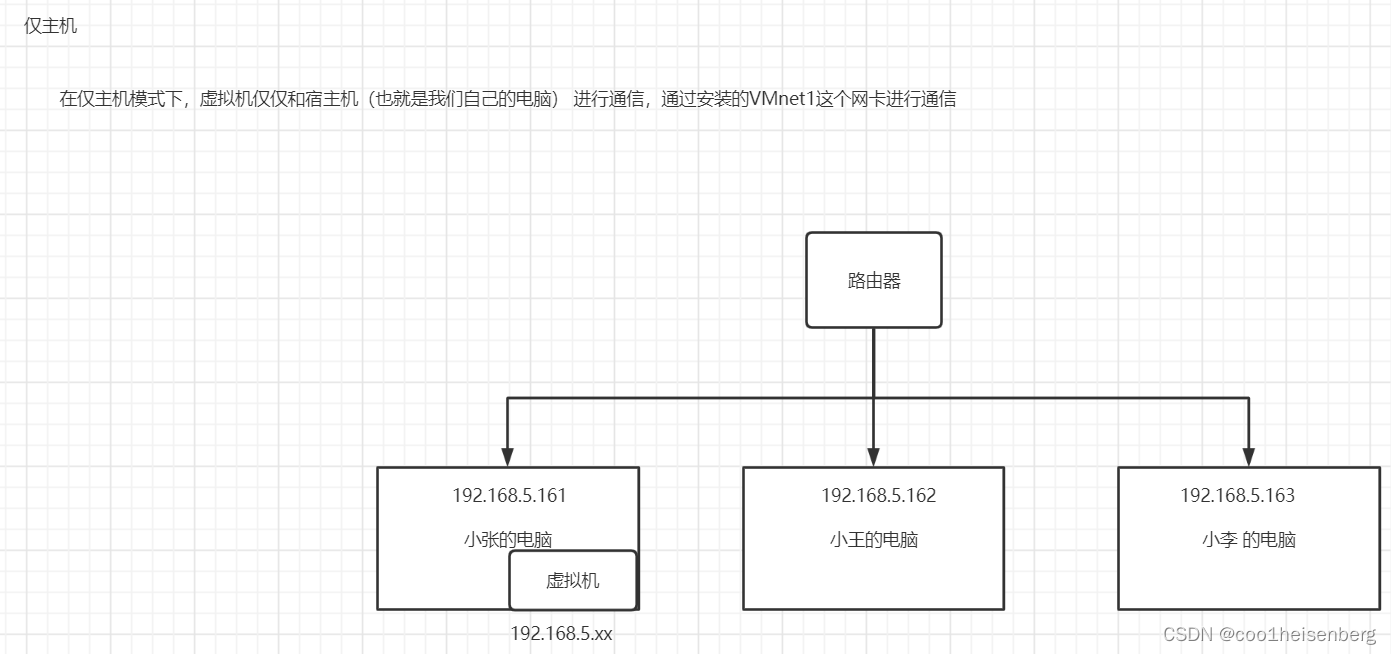 仅主机
在仅主机模式下，虚拟机仅仅和宿主机（也就是我们自己的电脑） 进行通信，通过安装的VMnet1这个网卡进行通信
路由器
192.168.5.161
小张的电脑
虚拟机
192.168.5.xx
192.168.5.162
小王的电脑
192.168.5.163
小李 的电脑
CSDN @coo1heisenberg